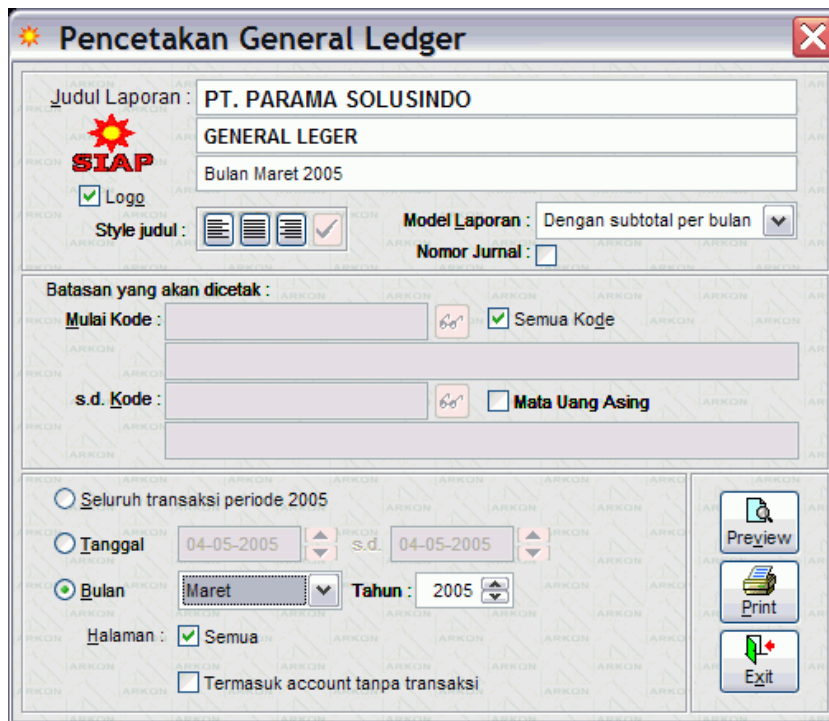 Pencetakan General Ledger
Judul Laporan : PT. PARAMA SOLUSINDO
GENERAL LEGER
Bulan Maret 2005
SIAP
Logo
Style judul :
Model Laporan : Dengan subtotal per bulan
Nomor Jurnal :
Batasan yang akan dicetak :
Mulai Kode :
Semua Kode
s.d. Kode :
Mata Uang Asing
Seluruh transaksi periode 2005
Tanggal 04-05-2005 s.d. 04-05-2005
Bulan Maret Tahun : 2005
Halaman : Semua
Termasuk account tanpa transaksi
Preview
Print
Exit
ARKON